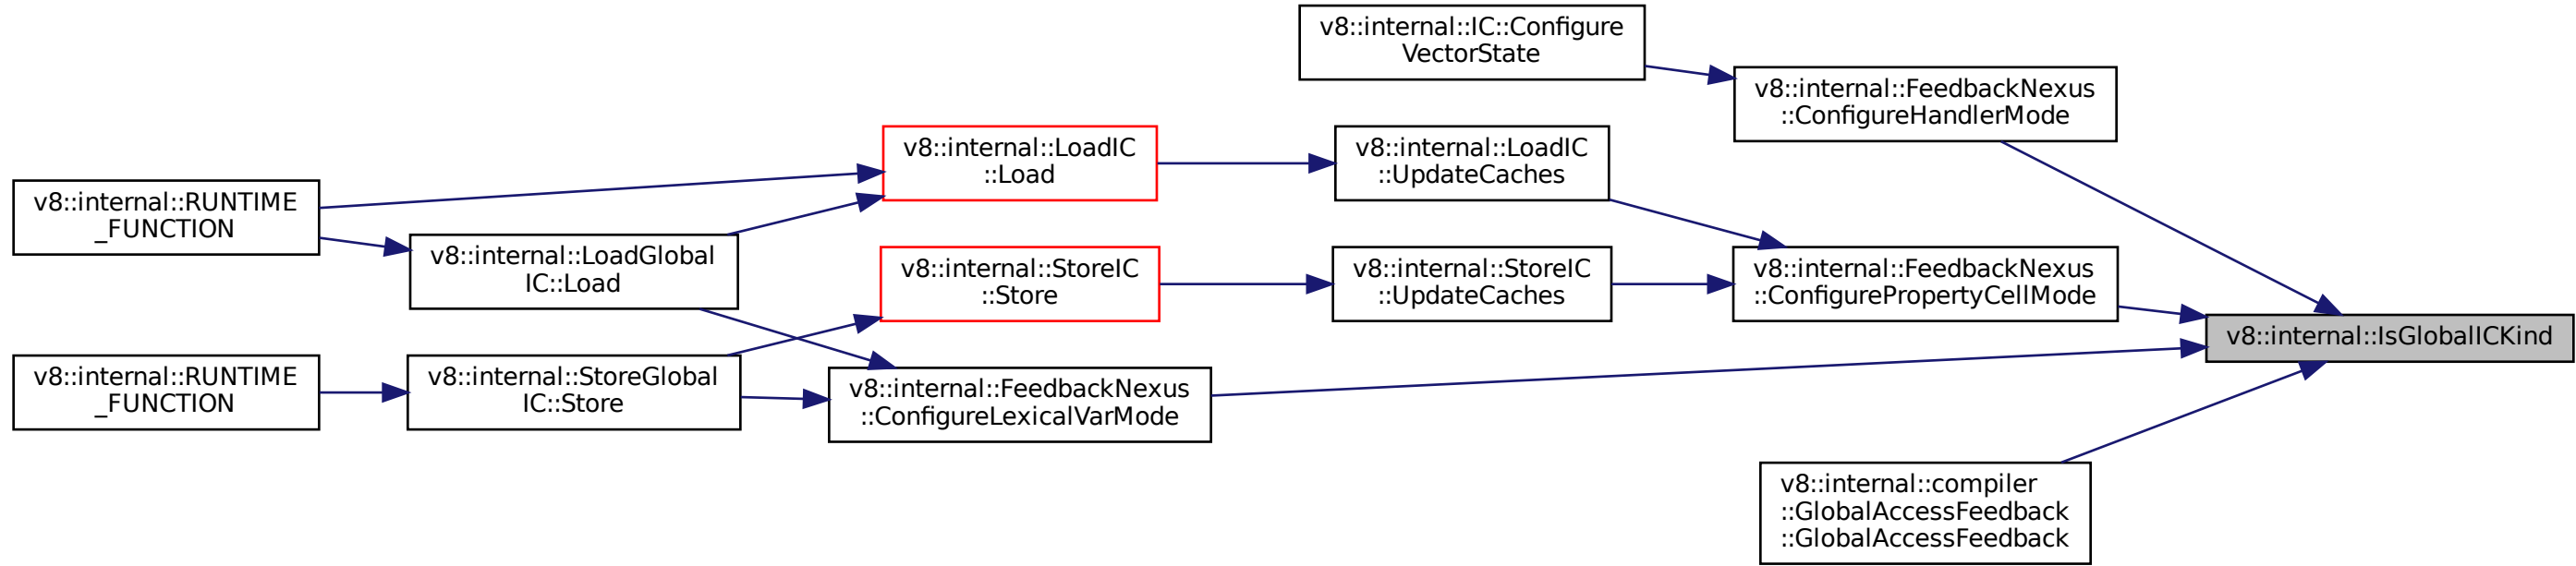 v8::internal::IC::Configure
VectorState
v8::internal::FeedbackNexus
::ConfigureHandlerMode
v8::internal::LoadIC
::Load
v8::internal::LoadIC
::UpdateCaches
v8::internal::RUNTIME
_FUNCTION
v8::internal::LoadGlobal
IC::Load
v8::internal::StoreIC
::Store
v8::internal::StoreIC
::UpdateCaches
v8::internal::FeedbackNexus
::ConfigurePropertyCellMode
v8::internal::IsGlobalICKind
v8::internal::RUNTIME
_FUNCTION
v8::internal::StoreGlobal
IC::Store
v8::internal::FeedbackNexus
::ConfigureLexicalVarMode
v8::internal::compiler
::GlobalAccessFeedback
::GlobalAccessFeedback